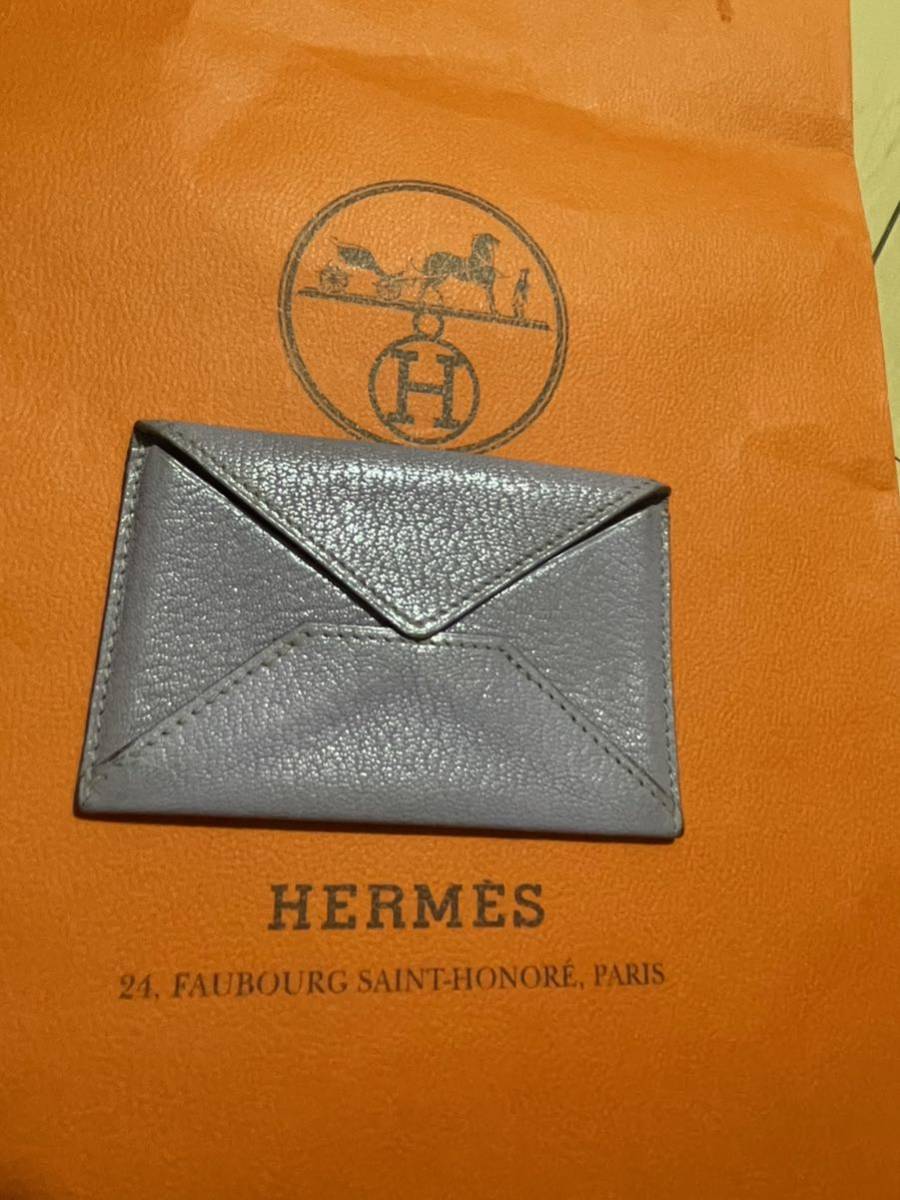 H
HERMÈS
24, FAUBOURG SAINT-HONORÉ, PARIS